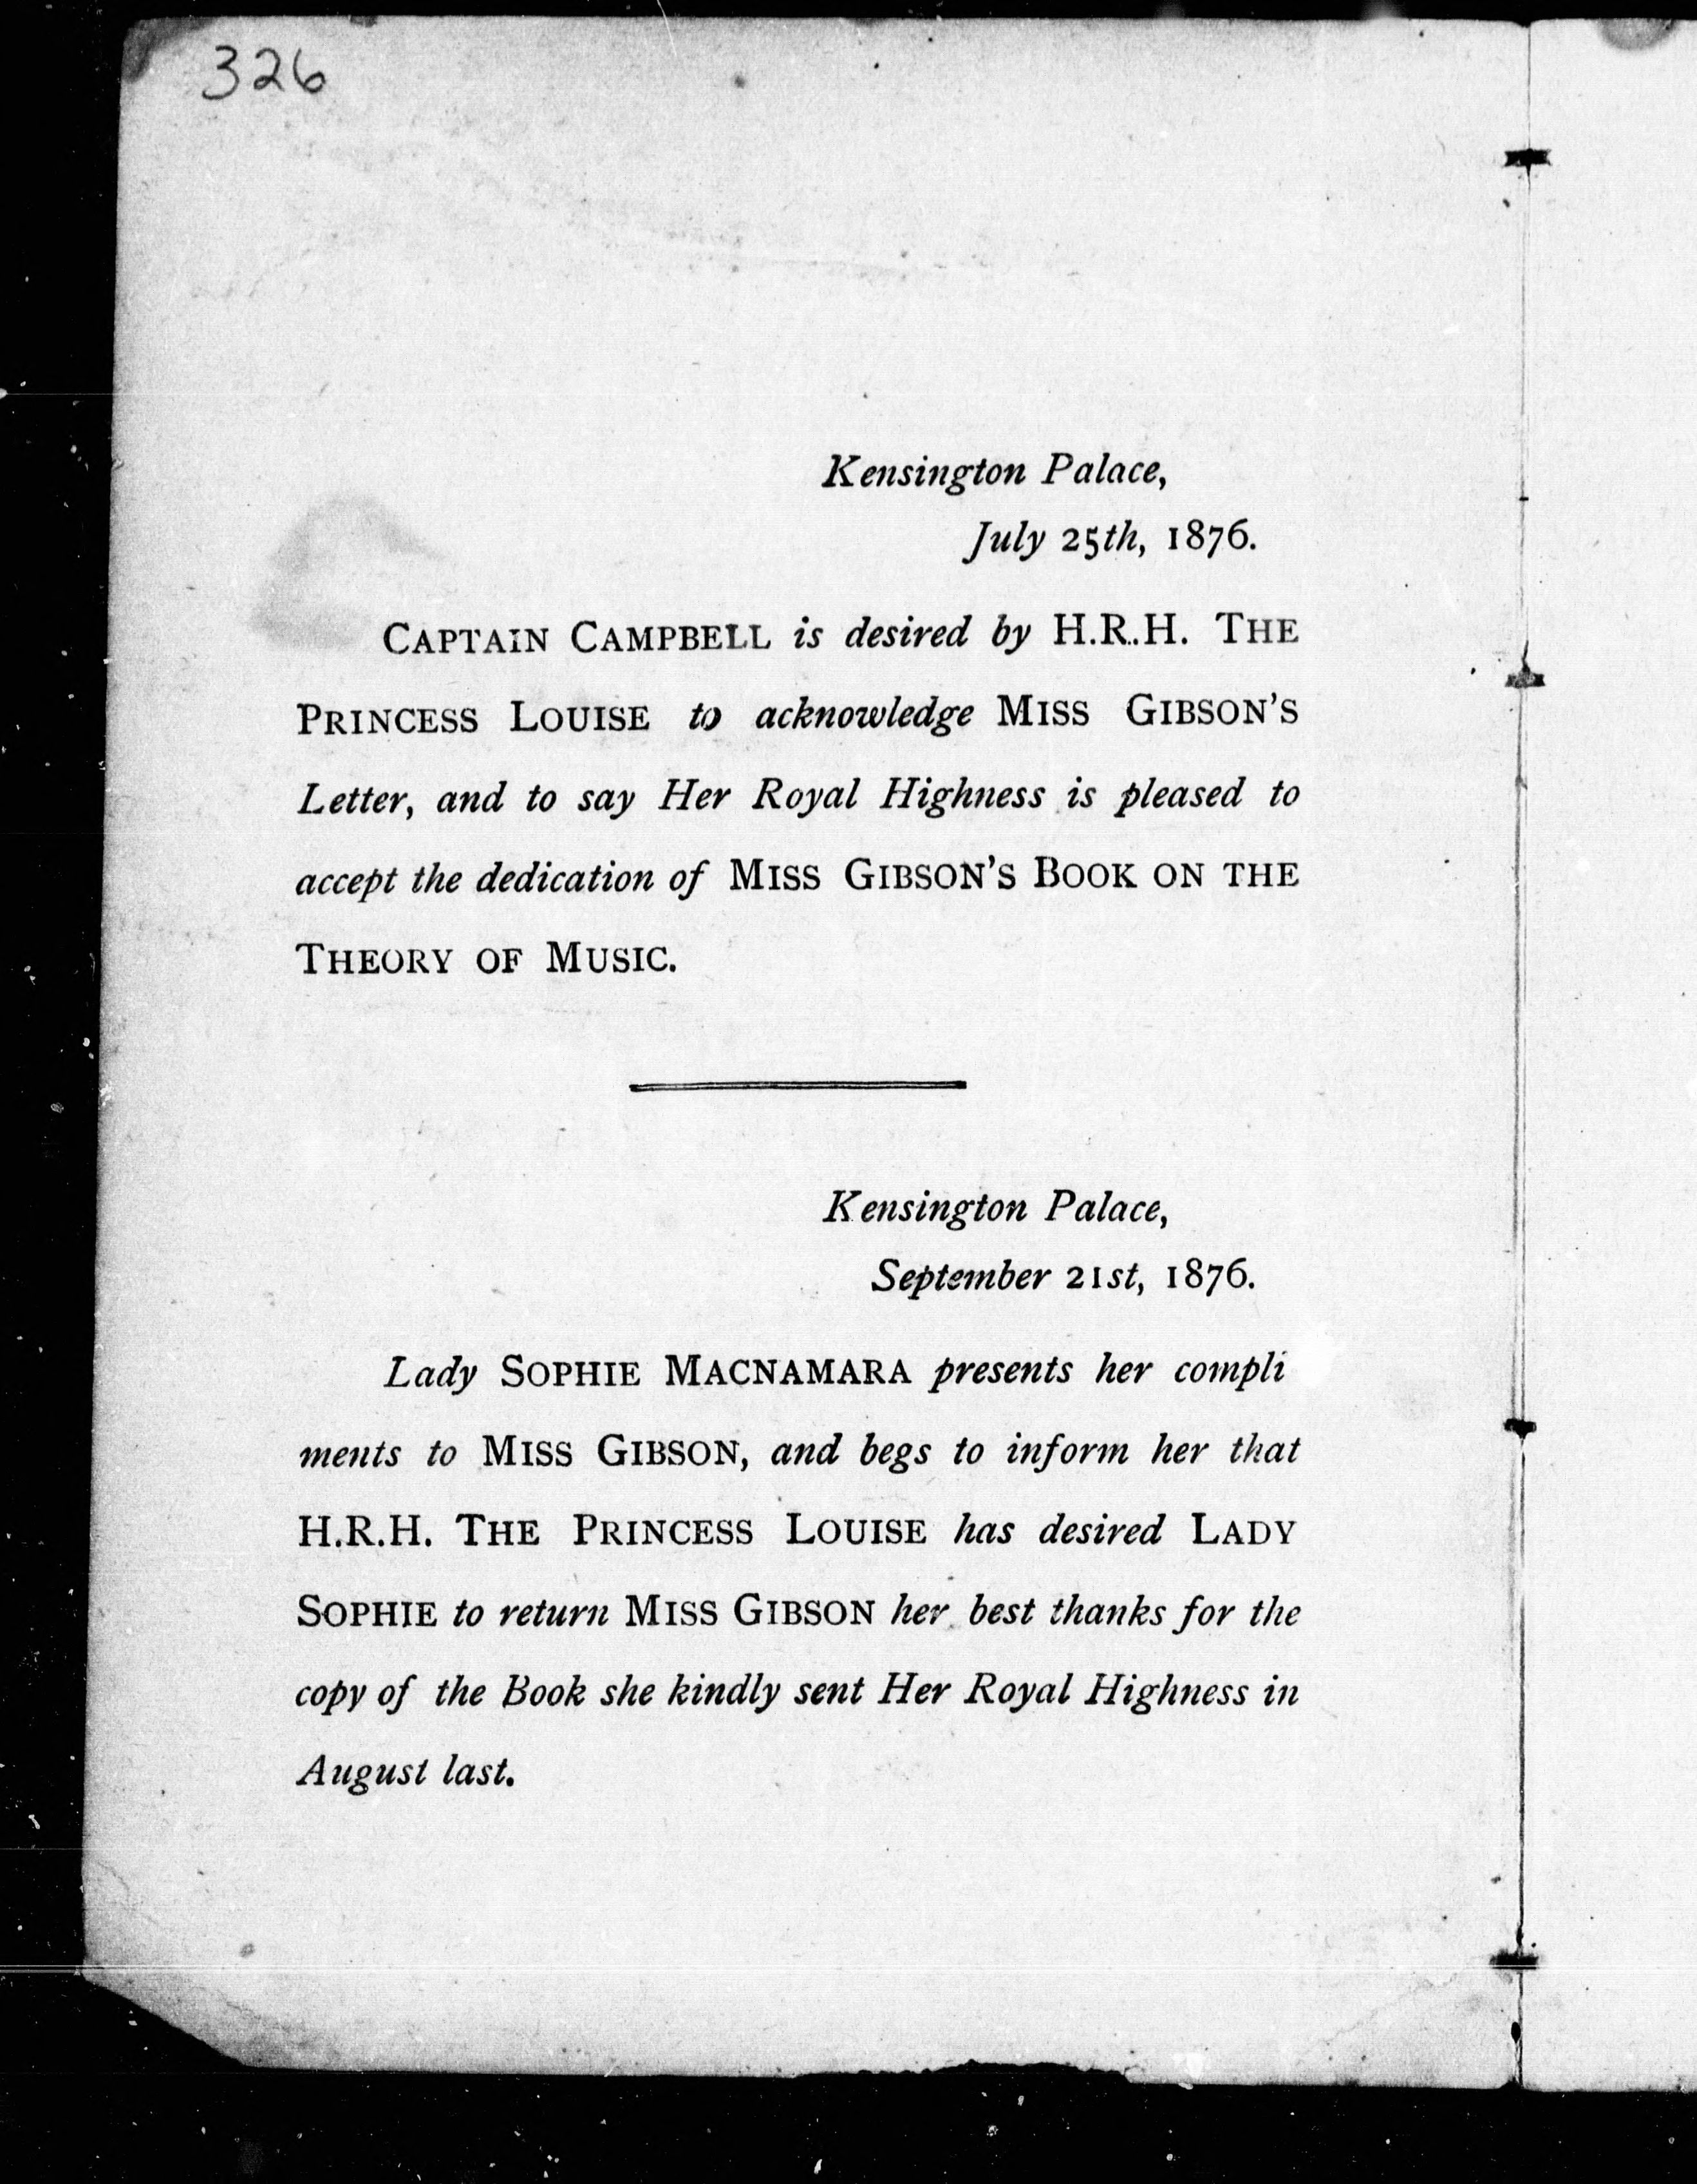 326
Kensington Palace,
July 25th, 1876.
CAPTAIN CAMPBELL is desired by H.R.H. THE
PRINCESS LOUISE to acknowledge MISS GIBSON'S
Letter, and to say Her Royal Highness is pleased to
accept the dedication of MISS GIBSON'S BOOK ON THE
THEORY OF MUSIC.
Kensington Palace,
September 21st, 1876.
Lady SOPHIE MACNAMARA presents her compli
ments to MISS GIBSON, and begs to inform her that
H.R.H. THE PRINCESS LOUISE has desired LADY
SOPHIE to return MISS GIBSON her best thanks for the
copy of the Book she kindly sent Her Royal Highness in
August last.